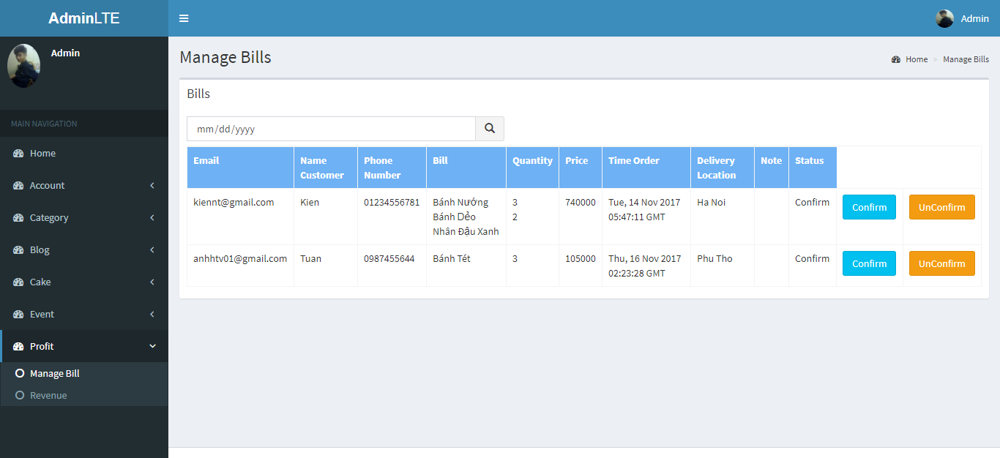 AdminLTE
Admin
Admin
MAIN NAVIGATION
Home
Account
Category
Blog
Cake
Event
Profit
Manage Bill
Revenue
Manage Bills
Home > Manage Bills
Bills
mm/dd/yyyy
Email Name Customer Phone Number Bill Quantity Price Time Order Delivery Location Note Status
kiennt@gmail.com Kien 01234556781 Bánh Nướng 3 740000 Tue, 14 Nov 2017 Ha Noi Confirm Confirm UnConfirm
Bánh Dẻo 2 05:47:11 GMT
Nhân Đậu Xanh
anhhtv01@gmail.com Tuan 0987455644 Bánh Tét 3 105000 Thu, 16 Nov 2017 Phu Tho Confirm Confirm UnConfirm
02:23:28 GMT